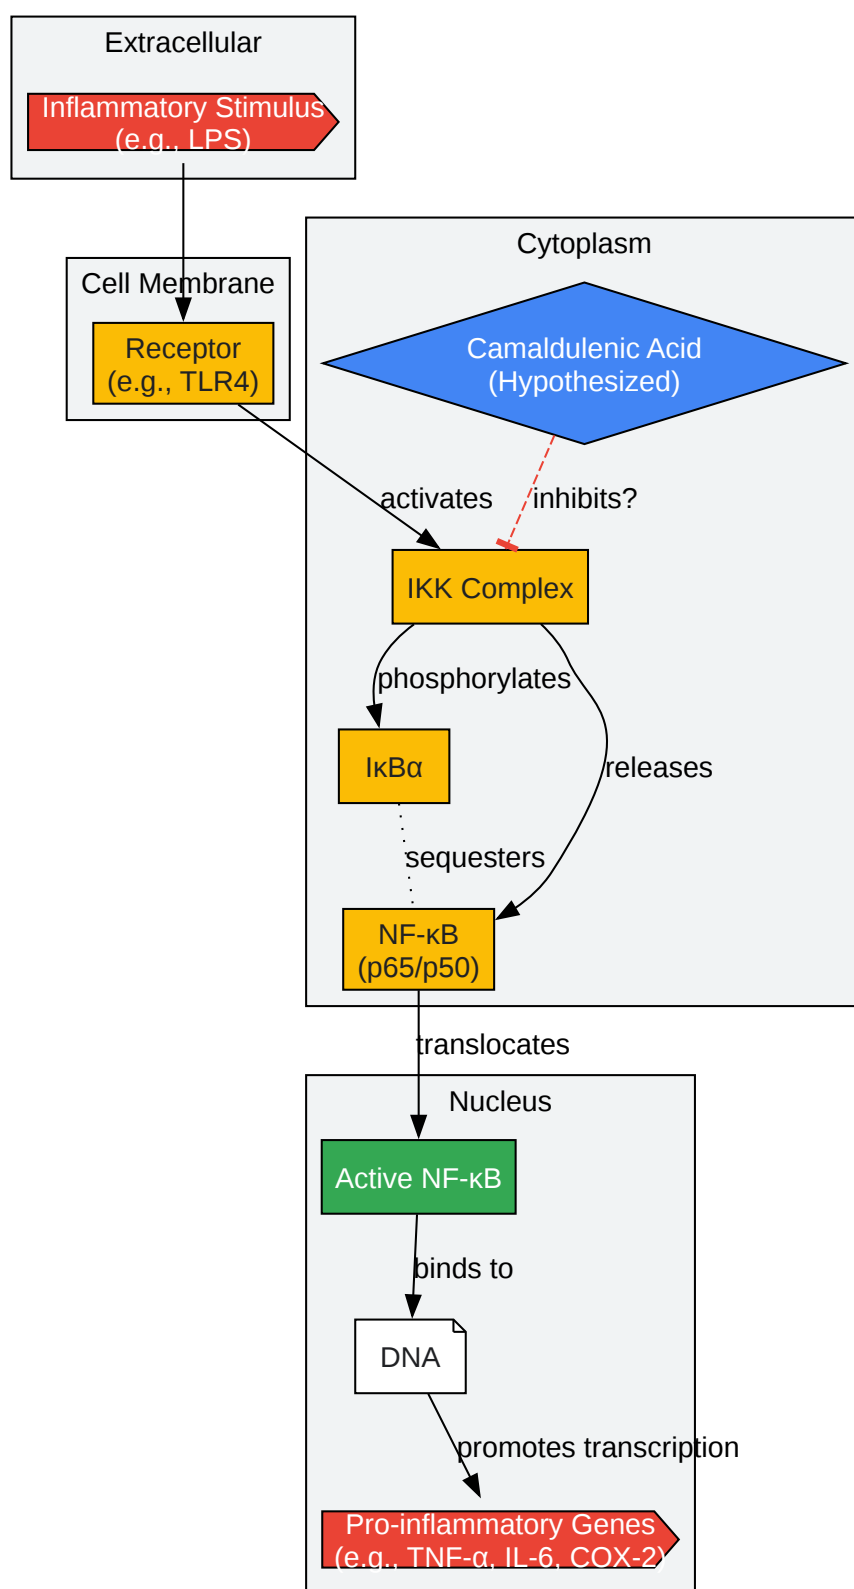 Extracellular
Inflammatory Stimulus
(e.g., LPS)
Cell Membrane
Receptor
(e.g., TLR4)
Cytoplasm
Camaldulenic Acid
(Hypothesized)
activates
inhibits?
IKK Complex
phosphorylates
IκBα
releases
sequesters
NF-κB
(p65/p50)
translocates
Nucleus
Active NF-κB
binds to
DNA
promotes transcription
Pro-inflammatory Genes
(e.g., TNF-α, IL-6, COX-2)